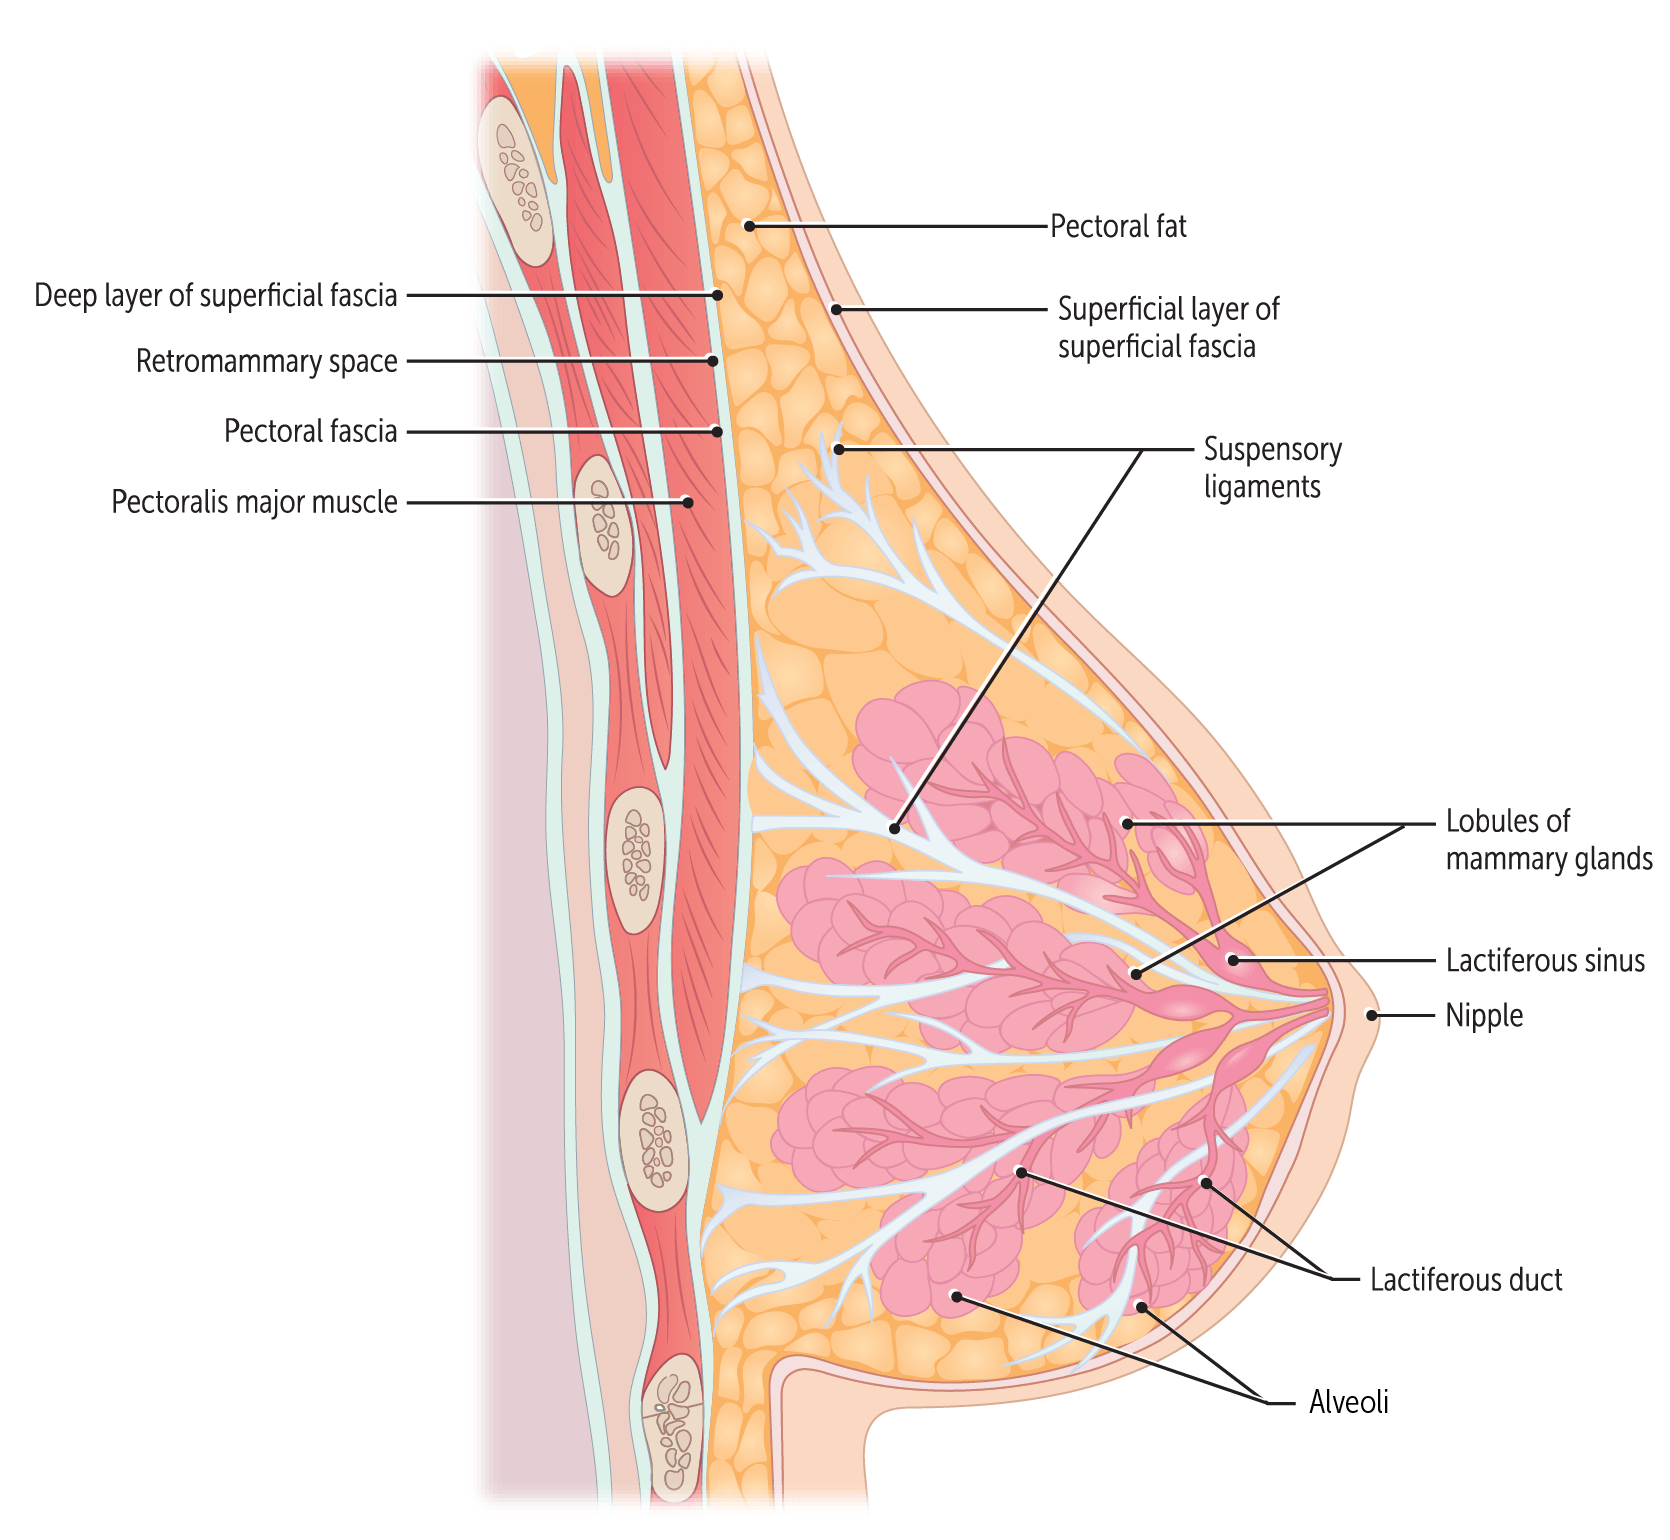 Pectoral fat
Deep layer of superficial fascia
Superficial layer of
superficial fascia
Retromammary space
Pectoral fascia
Suspensory
ligaments
Pectoralis major muscle
Lobules of
mammary glands
Lactiferous sinus
Nipple
Lactiferous duct
Alveoli